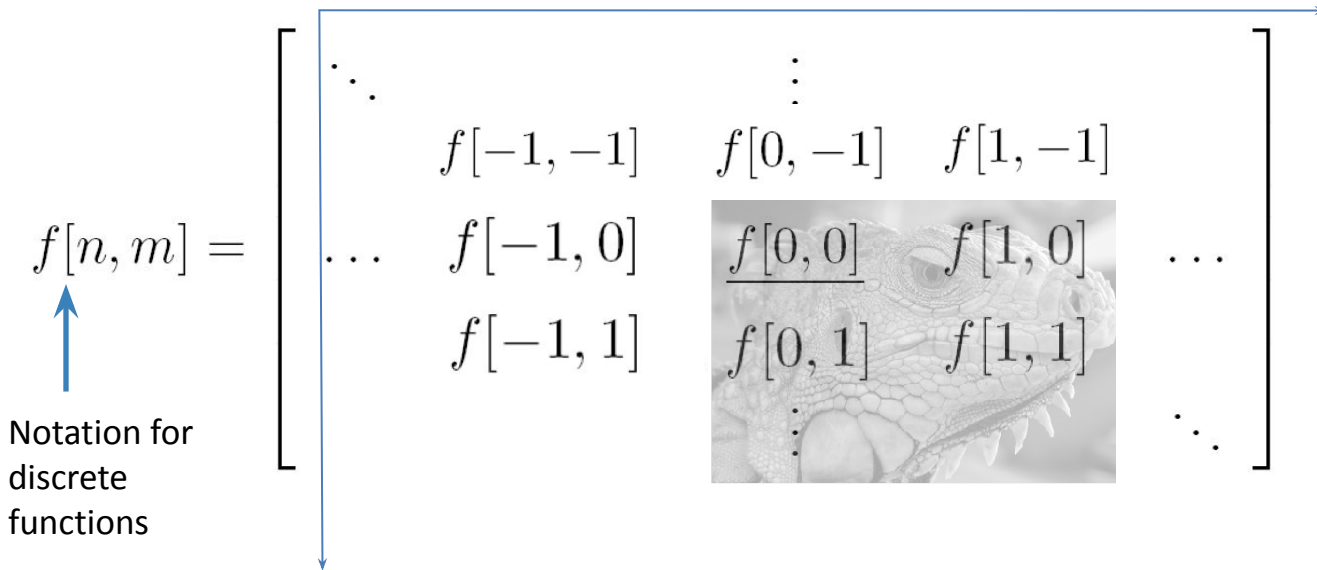 ⋱ ⋮
f[−1, −1] f[0, −1] f[1, −1]
f[n, m] = ... f[−1, 0] f[0, 0] f[1, 0] ...
f[−1, 1] f[0, 1] f[1, 1]
⋮ ⋱
Notation for
discrete
functions